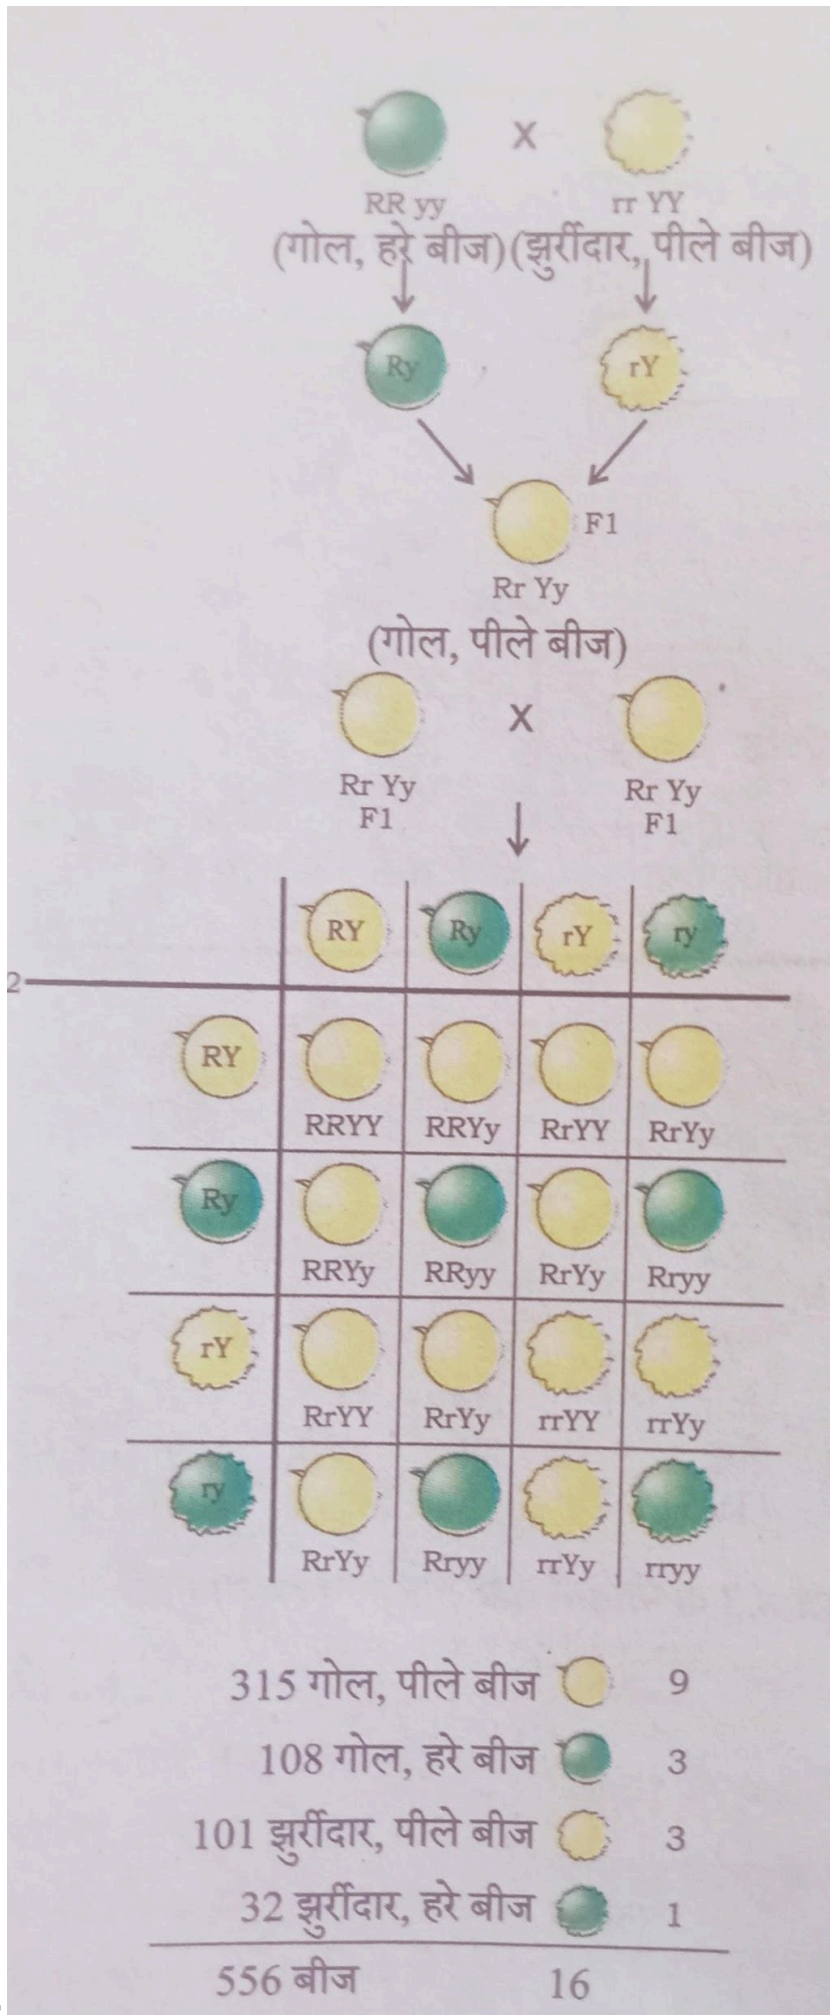 X
RR yy rr YY
(गोल, हरे बीज) (झुर्रीदार, पीले बीज)
Ry rY
F1
Rr Yy
(गोल, पीले बीज)
X
Rr Yy Rr Yy
F1 F1
RY Ry rY ry
2
RY
RRYY RRYy RrYY RrYy
Ry
RRYy RRyy RrYy Rryy
rY
RrYY RrYy rrYY rrYy
ry
RrYy Rryy rrYy rryy
315 गोल, पीले बीज 9
108 गोल, हरे बीज 3
101 झुर्रीदार, पीले बीज 3
32 झुर्रीदार, हरे बीज 1
556 बीज 16